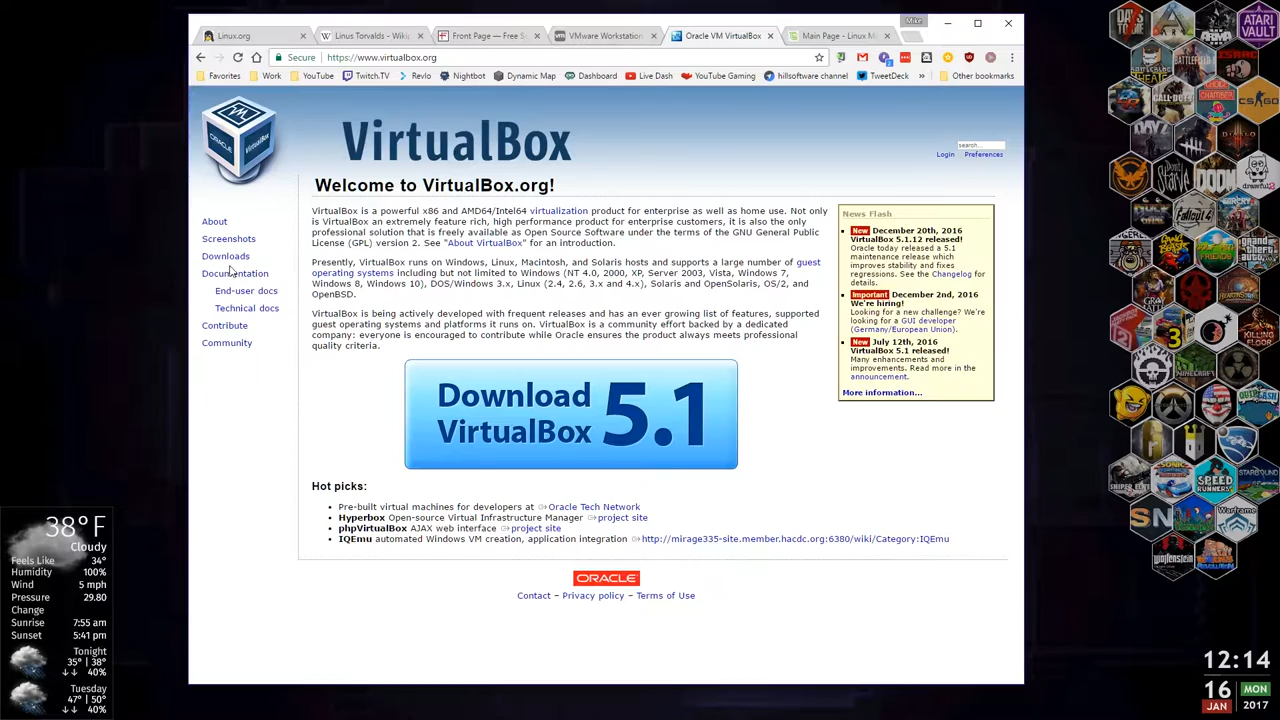 Mike
Linux.org
Linus Torvalds - Wiki
Front Page — Free S
VMware Workstation
Oracle VM VirtualBox
Main Page - Linux M
Secure
https://www.virtualbox.org
Favorites
Work
YouTube
Twitch.TV
Revlo
Nightbot
Dynamic Map
Dashboard
Live Dash
YouTube Gaming
hillsoftware channel
TweetDeck
»
Other bookmarks
VirtualBox
search...
Login Preferences
Welcome to VirtualBox.org!
About
Screenshots
Downloads
Documentation
End-user docs
Technical docs
Contribute
Community
VirtualBox is a powerful x86 and AMD64/Intel64 virtualization product for enterprise as well as home use. Not only
is VirtualBox an extremely feature rich, high performance product for enterprise customers, it is also the only
professional solution that is freely available as Open Source Software under the terms of the GNU General Public
License (GPL) version 2. See "About VirtualBox" for an introduction.
Presently, VirtualBox runs on Windows, Linux, Macintosh, and Solaris hosts and supports a large number of guest
operating systems including but not limited to Windows (NT 4.0, 2000, XP, Server 2003, Vista, Windows 7,
Windows 8, Windows 10), DOS/Windows 3.x, Linux (2.4, 2.6, 3.x and 4.x), Solaris and OpenSolaris, OS/2, and
OpenBSD.
VirtualBox is being actively developed with frequent releases and has an ever growing list of features, supported
guest operating systems and platforms it runs on. VirtualBox is a community effort backed by a dedicated
company: everyone is encouraged to contribute while Oracle ensures the product always meets professional
quality criteria.
Download
VirtualBox 5.1
Hot picks:
Pre-built virtual machines for developers at Oracle Tech Network
Hyperbox Open-source Virtual Infrastructure Manager project site
phpVirtualBox AJAX web interface project site
IQEmu automated Windows VM creation, application integration http://mirage335-site.member.hacdc.org:6380/wiki/Category:IQEmu
News Flash
New December 20th, 2016
VirtualBox 5.1.12 released!
Oracle today released a 5.1
maintenance release which
improves stability and fixes
regressions. See the Changelog for
details.
Important December 2nd, 2016
We're hiring!
Looking for a new challenge? We're
looking for a GUI developer
(Germany/European Union).
New July 12th, 2016
VirtualBox 5.1 released!
Many enhancements and
improvements. Read more in the
announcement.
More information...
ORACLE
Contact – Privacy policy – Terms of Use
38°F
Cloudy
Feels Like 34°
Humidity 100%
Wind 5 mph
Pressure 29.80
Change
Sunrise 7:55 am
Sunset 5:41 pm
Tonight
35° | 38°
↓↓ 40%
Tuesday
47° | 50°
↓↓ 40%
ATARI
VAULT
CS:GO
DAYZ
DOOM
Fallout 4
MINECRAFT
KILLING
FLOOR
SPEED
RUNNERS
Warframe
Wolfenstein
12:14
16 MON
JAN 2017